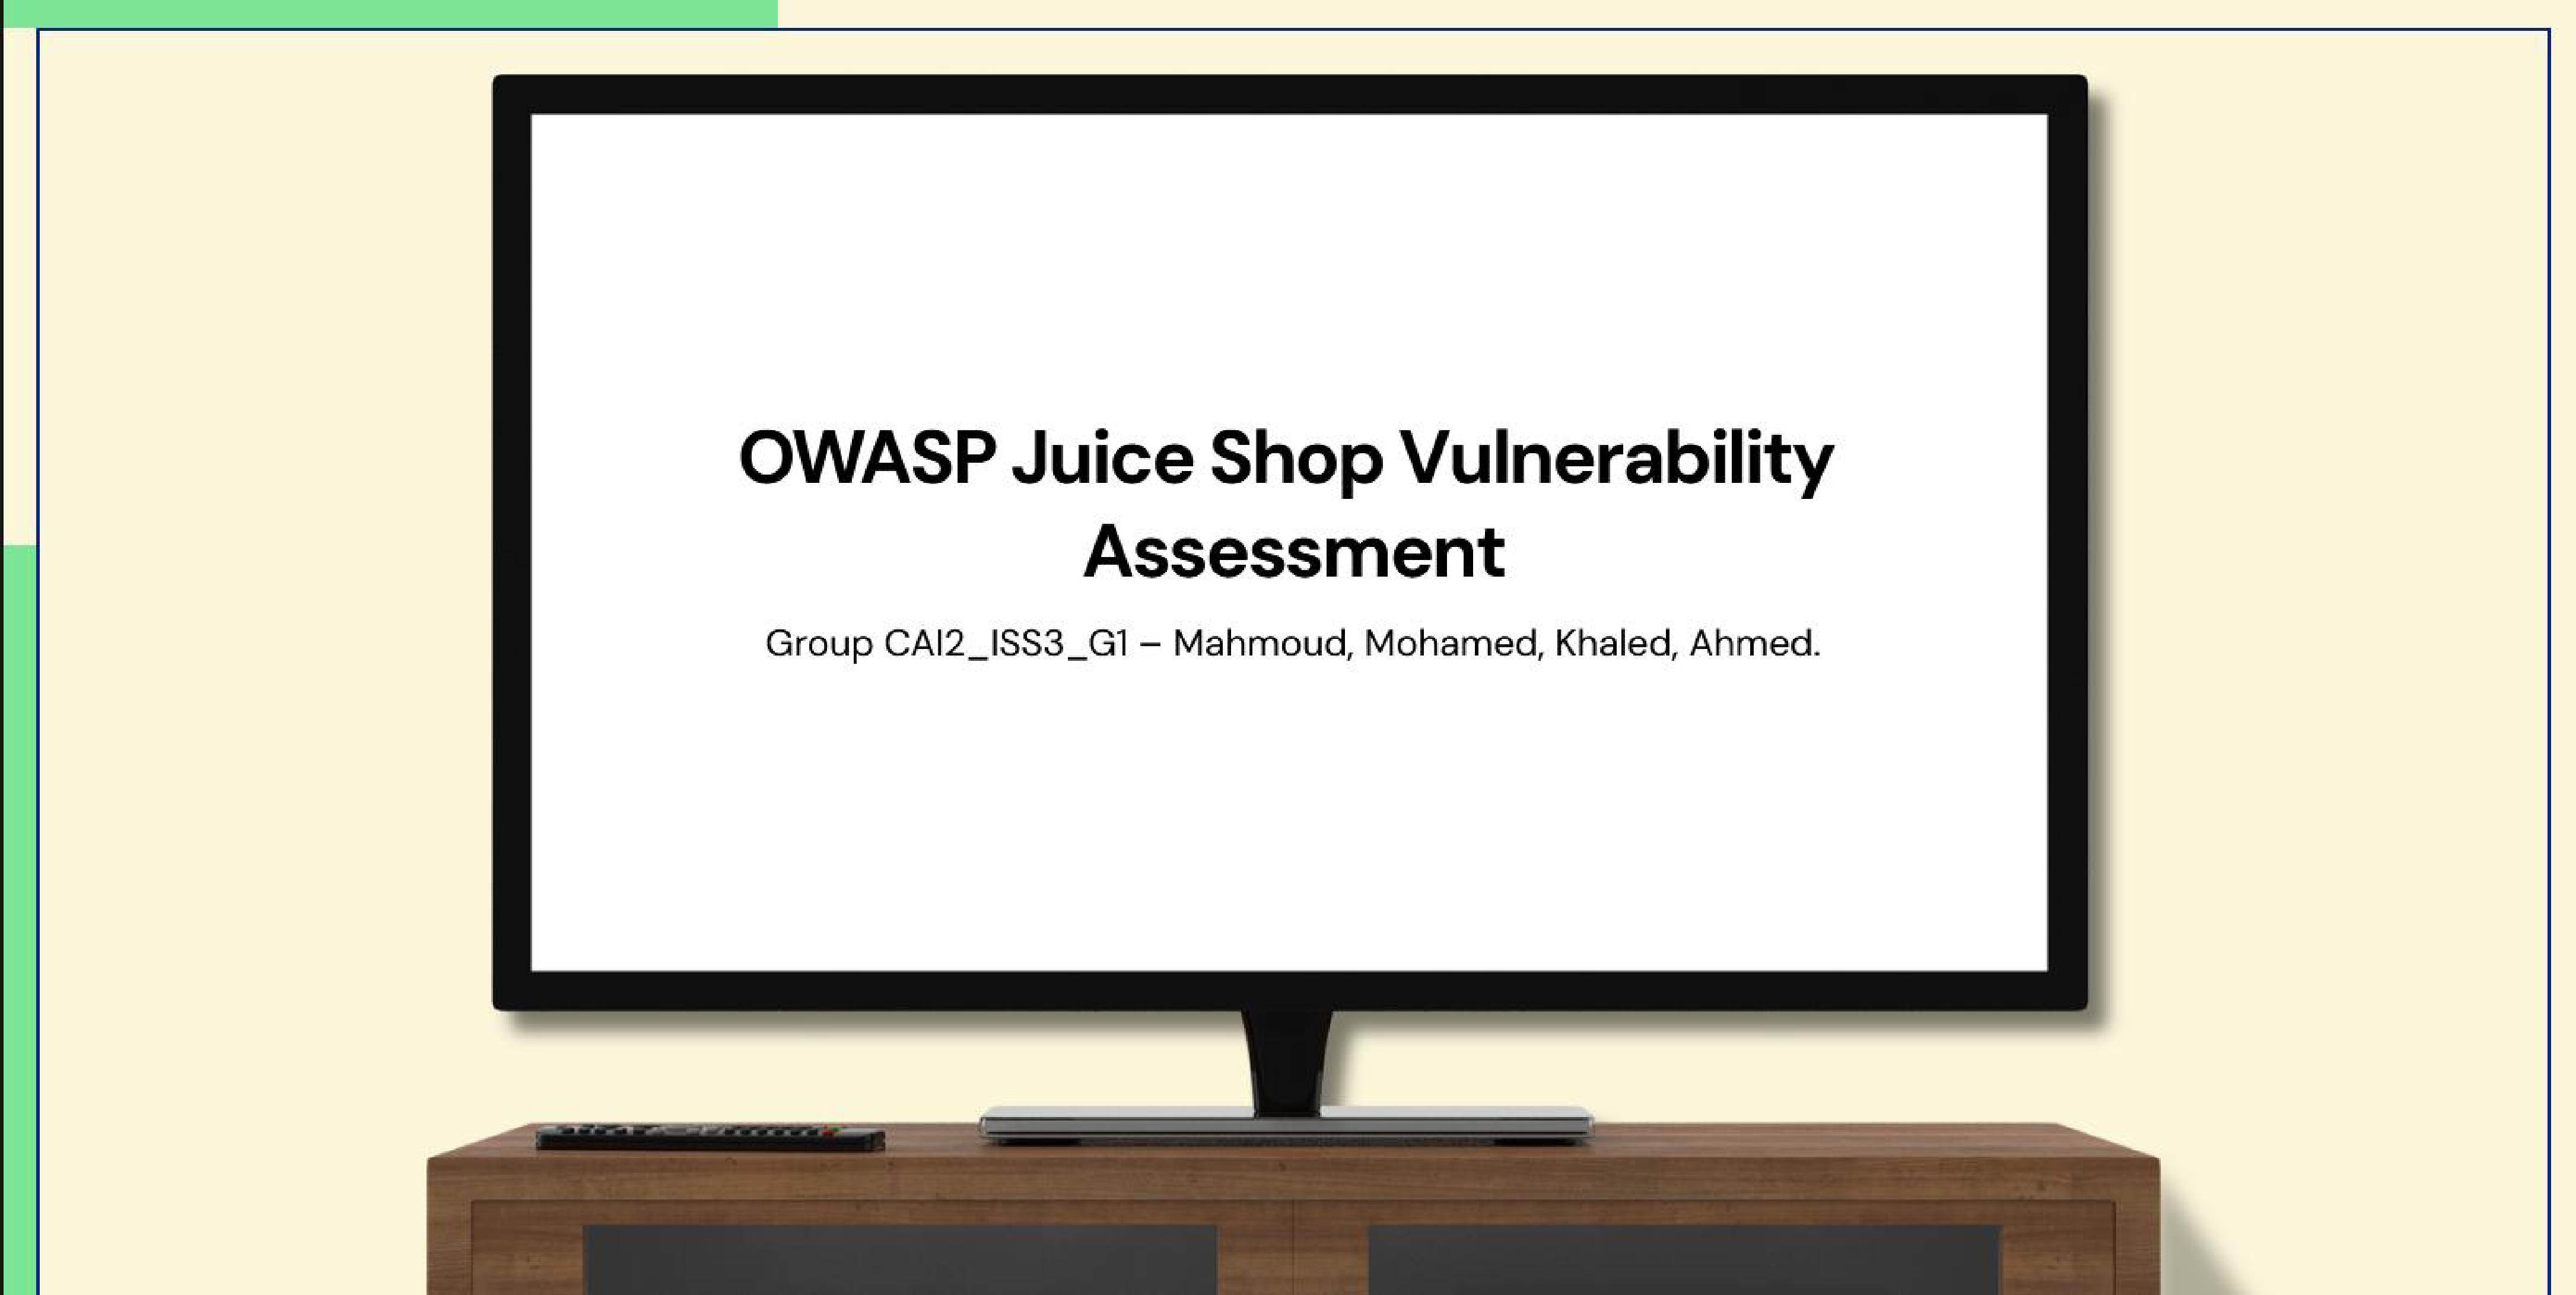 OWASP Juice Shop Vulnerability
Assessment
Group CAI2_ISS3_G1 – Mahmoud, Mohamed, Khaled, Ahmed.